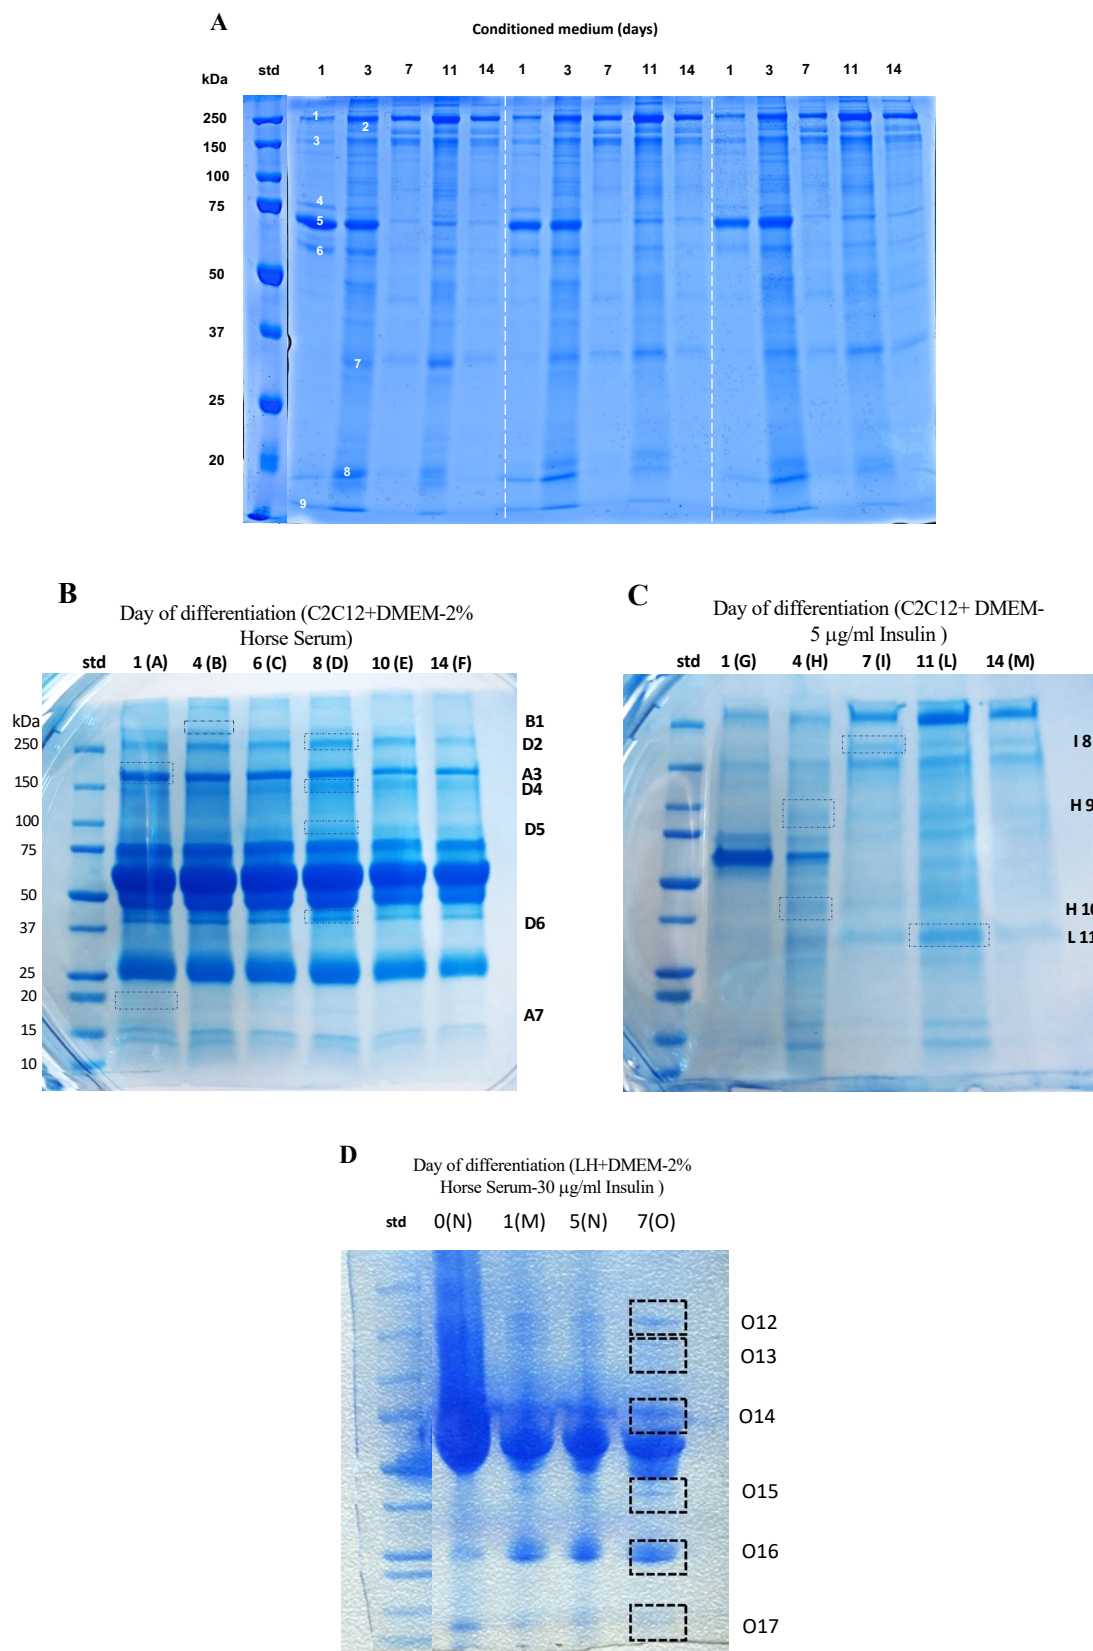 A
Conditioned medium (days)
kDa std 1 3 7 11 14 1 3 7 11 14 1 3 7 11 14
250
150
100
75
50
37
25
20
1
2
3
4
5
6
7
8
9
B
Day of differentiation (C2C12+DMEM-2%
Horse Serum)
std 1 (A) 4 (B) 6 (C) 8 (D) 10 (E) 14 (F)
kDa
250
150
100
75
50
37
25
20
15
10
B1
D2
A3
D4
D5
D6
A7
C
Day of differentiation (C2C12+ DMEM-
5 µg/ml Insulin )
std 1 (G) 4 (H) 7 (I) 11 (L) 14 (M)
I 8
H 9
H 10
L 11
D
Day of differentiation (LH+DMEM-2%
Horse Serum-30 µg/ml Insulin )
std 0(N) 1(M) 5(N) 7(O)
O12
O13
O14
O15
O16
O17